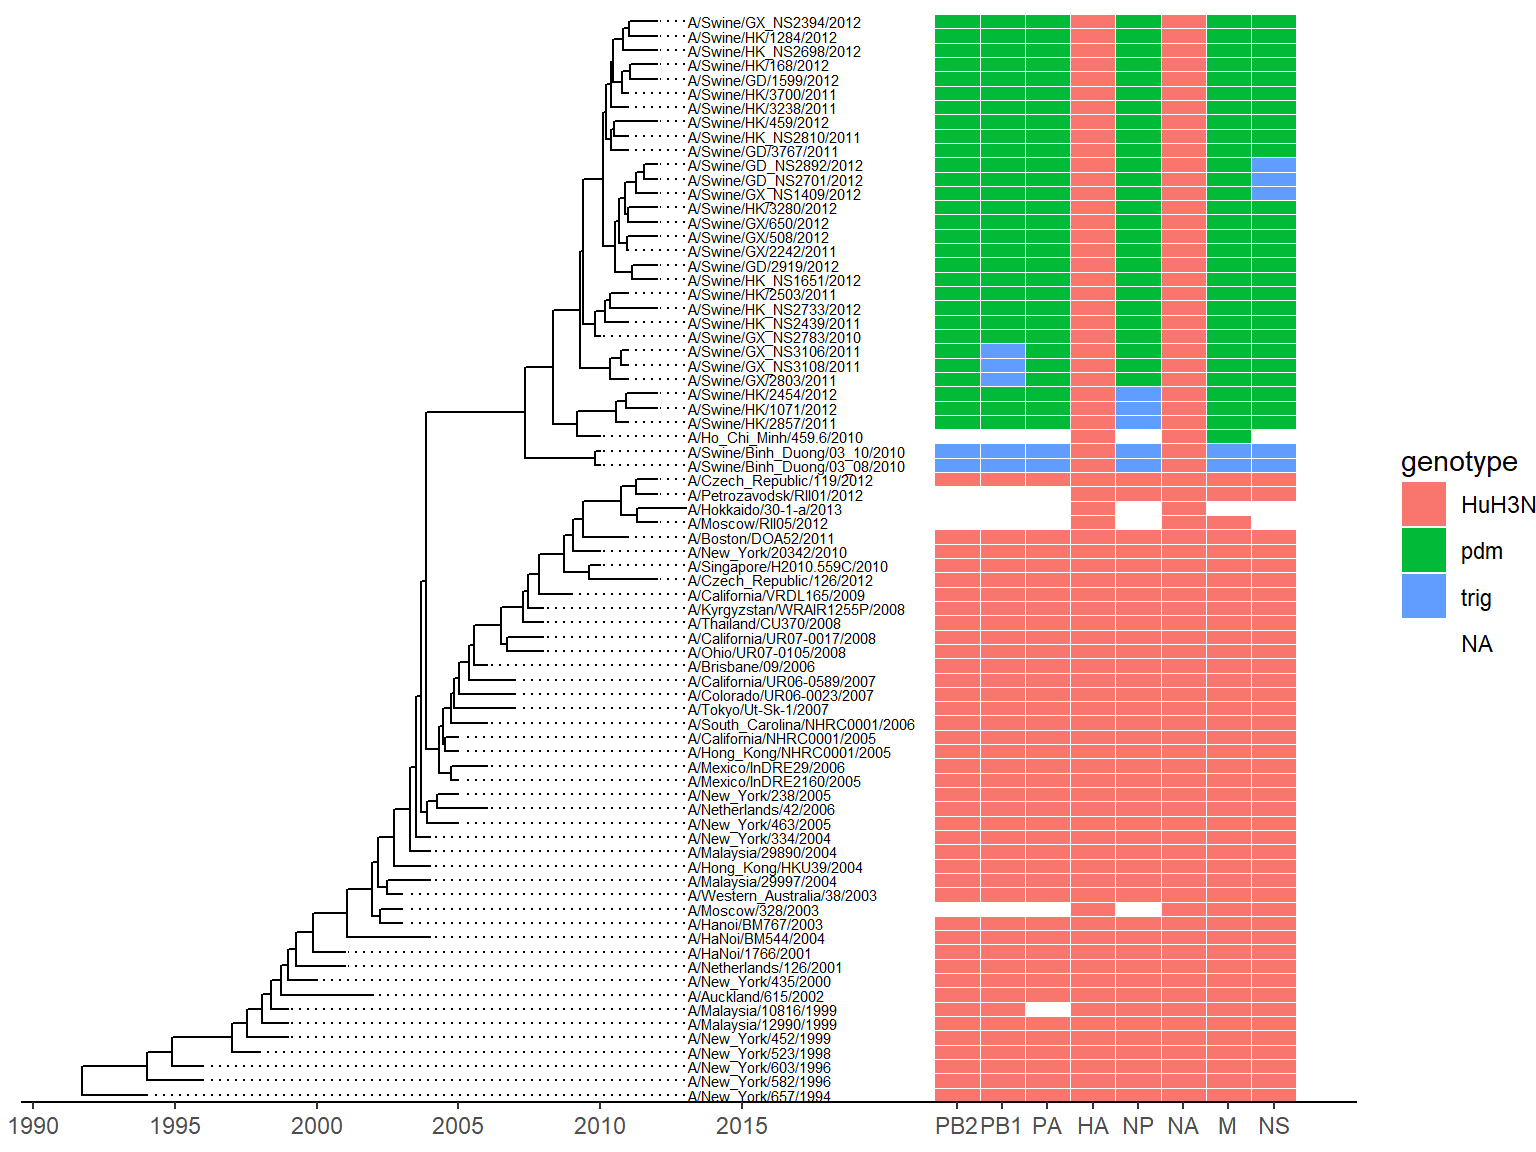 A/Swine/GX_NS2394/2012
A/Swine/HK/1284/2012
A/Swine/HK_NS2698/2012
A/Swine/HK/168/2012
A/Swine/GD/1599/2012
A/Swine/HK/3700/2011
A/Swine/HK/3238/2011
A/Swine/HK/459/2012
A/Swine/HK_NS2810/2011
A/Swine/GD/3767/2011
A/Swine/GD_NS2892/2012
A/Swine/GD_NS2701/2012
A/Swine/GX_NS1409/2012
A/Swine/HK/3280/2012
A/Swine/GX/650/2012
A/Swine/GX/508/2012
A/Swine/GX/2242/2011
A/Swine/GD/2919/2012
A/Swine/HK_NS1651/2012
A/Swine/HK/2503/2011
A/Swine/HK_NS2733/2012
A/Swine/HK_NS2439/2011
A/Swine/GX_NS2783/2010
A/Swine/GX_NS3106/2011
A/Swine/GX_NS3108/2011
A/Swine/GX/2803/2011
A/Swine/HK/2454/2012
A/Swine/HK/1071/2012
A/Swine/HK/2857/2011
A/Ho_Chi_Minh/459.6/2010
A/Swine/Binh_Duong/03_10/2010
A/Swine/Binh_Duong/03_08/2010
A/Czech_Republic/119/2012
A/Petrozavodsk/RII01/2012
A/Hokkaido/30-1-a/2013
A/Moscow/RII05/2012
A/Boston/DOA52/2011
A/New_York/20342/2010
A/Singapore/H2010.559C/2010
A/Czech_Republic/126/2012
A/California/VRDL165/2009
A/Kyrgyzstan/WRAIR1255P/2008
A/Thailand/CU370/2008
A/California/UR07-0017/2008
A/Ohio/UR07-0105/2008
A/Brisbane/09/2006
A/California/UR06-0589/2007
A/Colorado/UR06-0023/2007
A/Tokyo/Ut-Sk-1/2007
A/South_Carolina/NHRC0001/2006
A/California/NHRC0001/2005
A/Hong_Kong/NHRC0001/2005
A/Mexico/InDRE29/2006
A/Mexico/InDRE2160/2005
A/New_York/238/2005
A/Netherlands/42/2006
A/New_York/463/2005
A/New_York/334/2004
A/Malaysia/29890/2004
A/Hong_Kong/HKU39/2004
A/Malaysia/29997/2004
A/Western_Australia/38/2003
A/Moscow/328/2003
A/Hanoi/BM767/2003
A/HaNoi/BM544/2004
A/HaNoi/1766/2001
A/Netherlands/126/2001
A/New_York/435/2000
A/Auckland/615/2002
A/Malaysia/10816/1999
A/Malaysia/12990/1999
A/New_York/452/1999
A/New_York/523/1998
A/New_York/603/1996
A/New_York/582/1996
A/New_York/657/1994
1990 1995 2000 2005 2010 2015 PB2 PB1 PA HA NP NA M NS
genotype
HuH3N
pdm
trig
NA